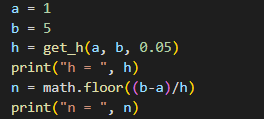 a = 1
b = 5
h = get_h(a, b, 0.05)
print("h = ", h)
n = math.floor((b-a)/h)
print("n = ", n)